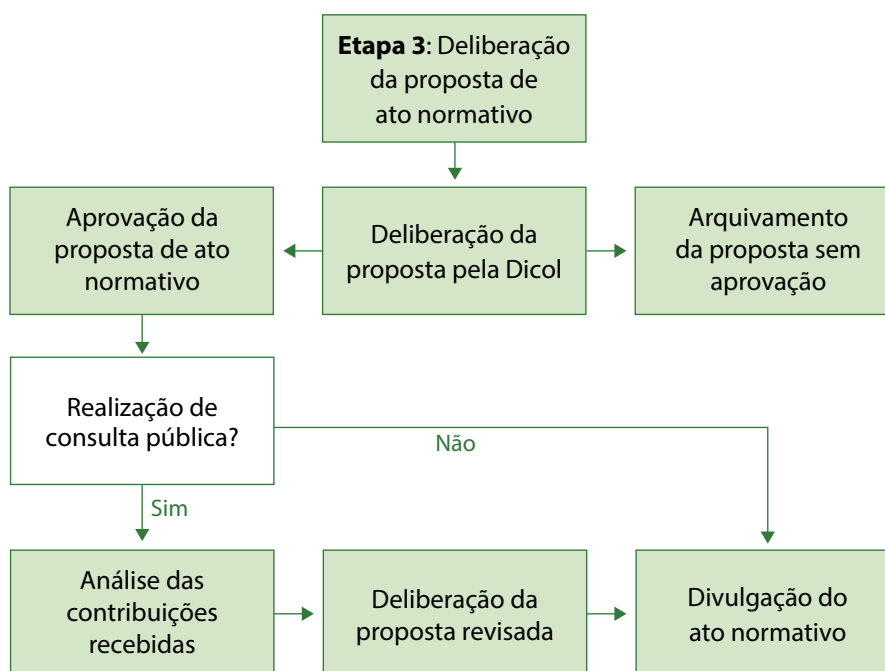 Etapa 3: Deliberação
da proposta de
ato normativo
Aprovação da
proposta de ato
normativo
Deliberação da
proposta pela Dicol
Arquivamento
da proposta sem
aprovação
Realização de
consulta pública?
Não
Sim
Análise das
contribuições
recebidas
Deliberação da
proposta revisada
Divulgação do
ato normativo